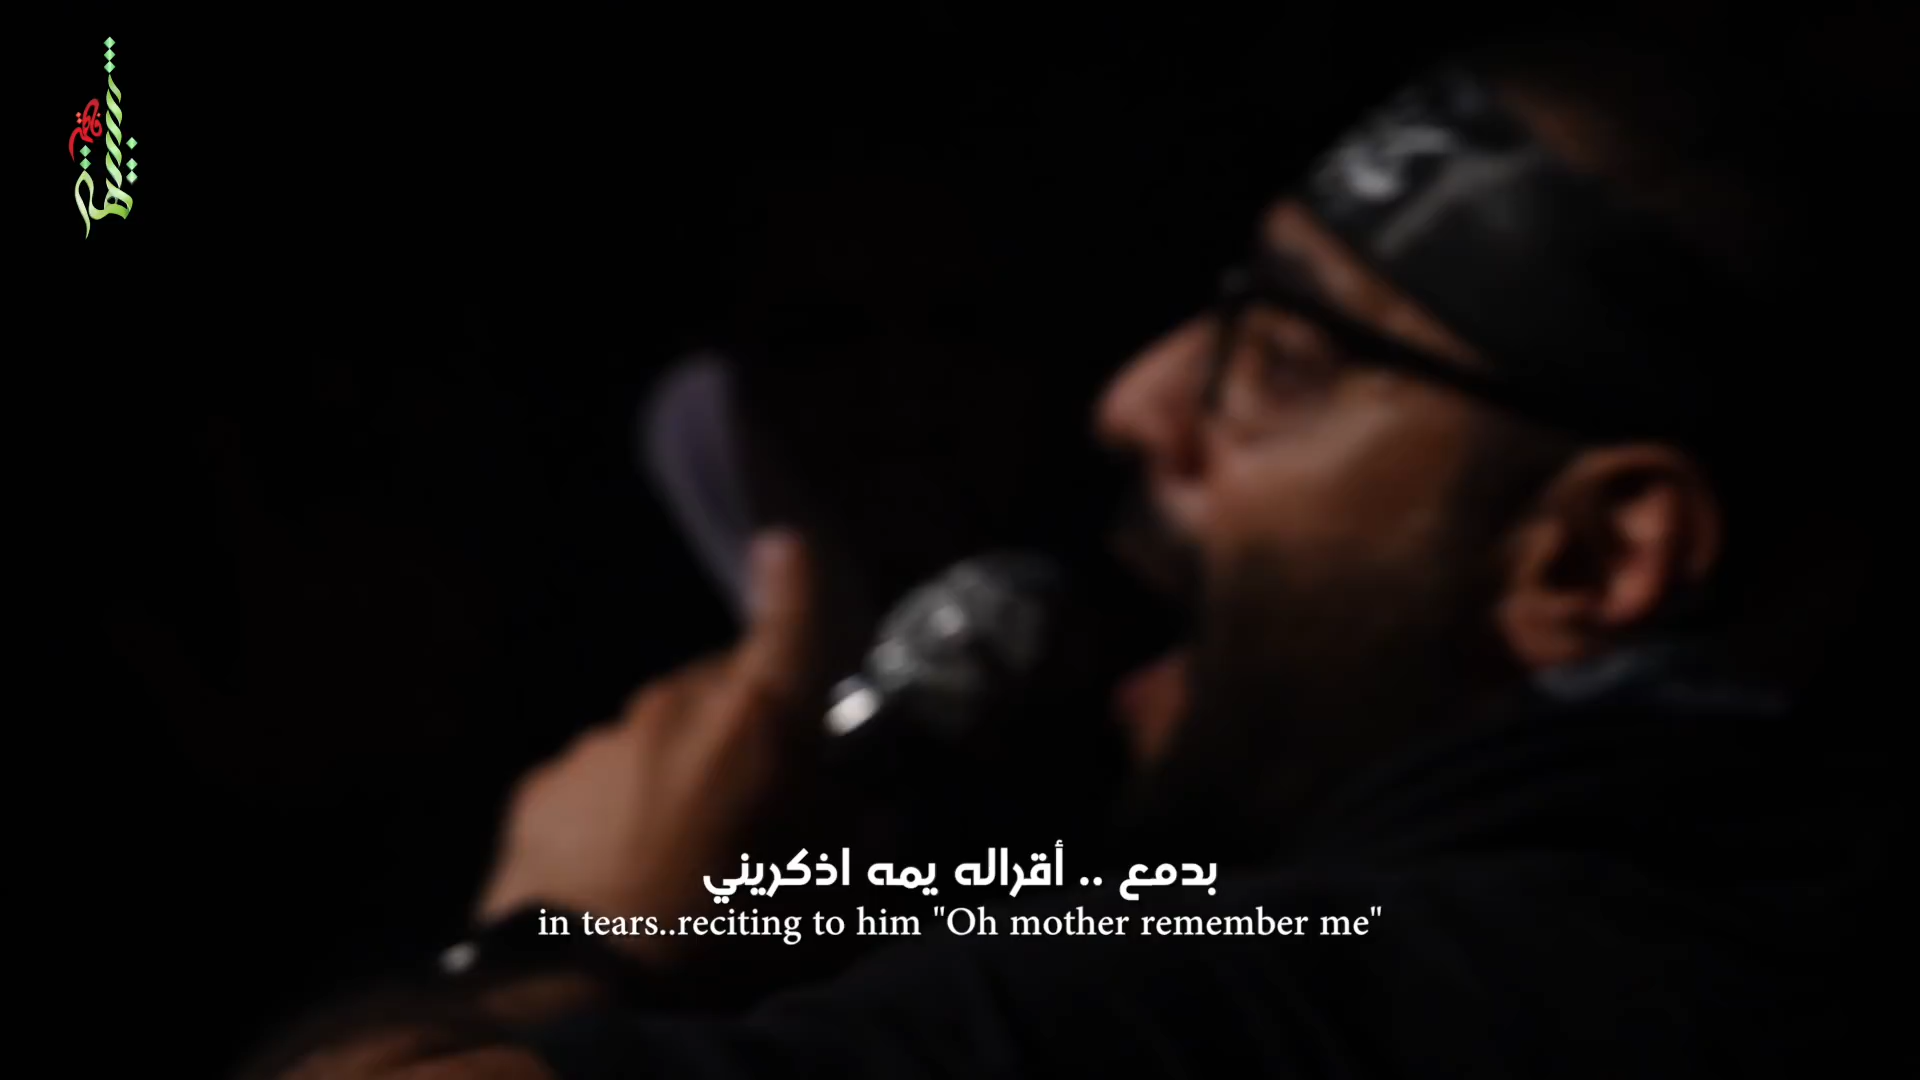 بدمع .. أقراله يمه اذكريني
in tears..reciting to him "Oh mother remember me"